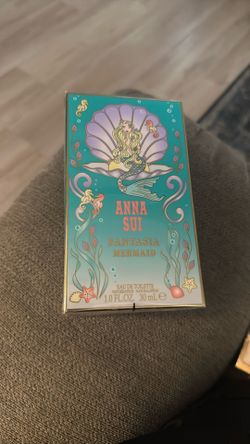 ANNA
SUI
FANTASIA
MERMAID
EAU DE TOILETTE
1.0 FL.OZ. 30 mL ℮